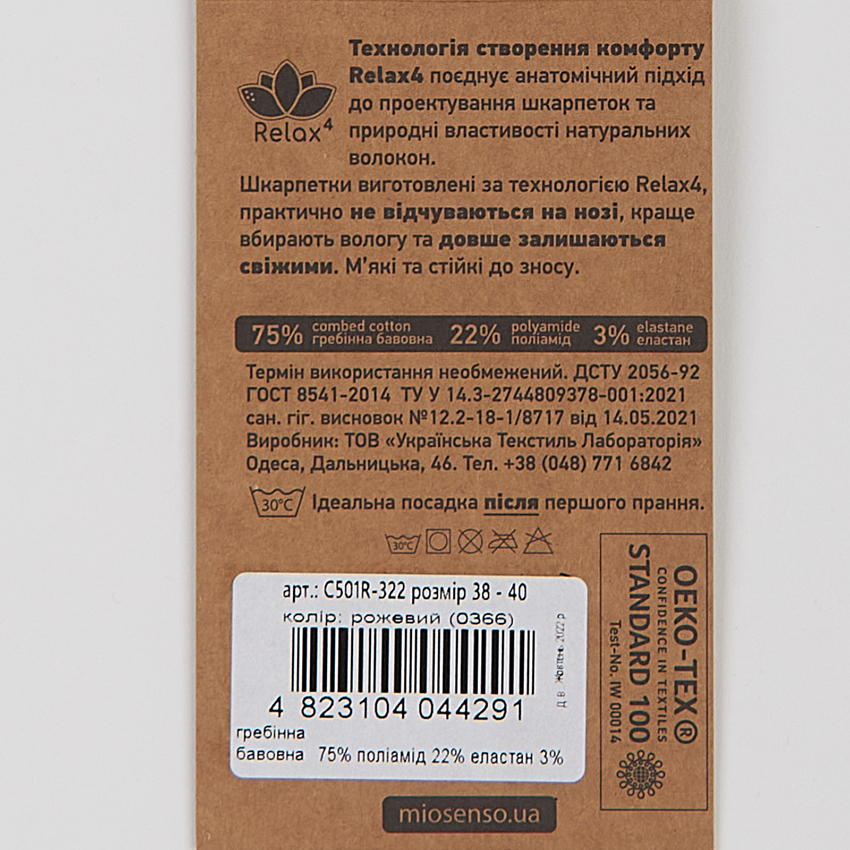 Технологія створення комфорту
Relax4 поєднує анатомічний підхід
до проектування шкарпеток та
природні властивості натуральних
волокон.
Relax4
Шкарпетки виготовлені за технологією Relax4,
практично не відчуваються на нозі, краще
вбирають вологу та довше залишаються
свіжими. М'які та стійкі до зносу.
75% combed cotton 22% polyamide 3% elastane
гребінна бавовна поліамід еластан
Термін використання необмежений. ДСТУ 2056-92
ГОСТ 8541-2014 ТУ У 14.3-2744809378-001:2021
сан. гіг. висновок №12.2-18-1/8717 від 14.05.2021
Виробник: ТОВ «Українська Текстиль Лабораторія»
Одеса, Дальницька, 46. Тел. +38 (048) 771 6842
30°C Ідеальна посадка після першого прання.
30°C
OEKO-TEX®
CONFIDENCE IN TEXTILES
STANDARD 100
Test-No. IW 00014
арт.: C501R-322 розмір 38 - 40
колір: рожевий (0366)
Д.В. Жовтень 2022 р
4 823104 044291
гребінна
бавовна 75% поліамід 22% еластан 3%
miosenso.ua